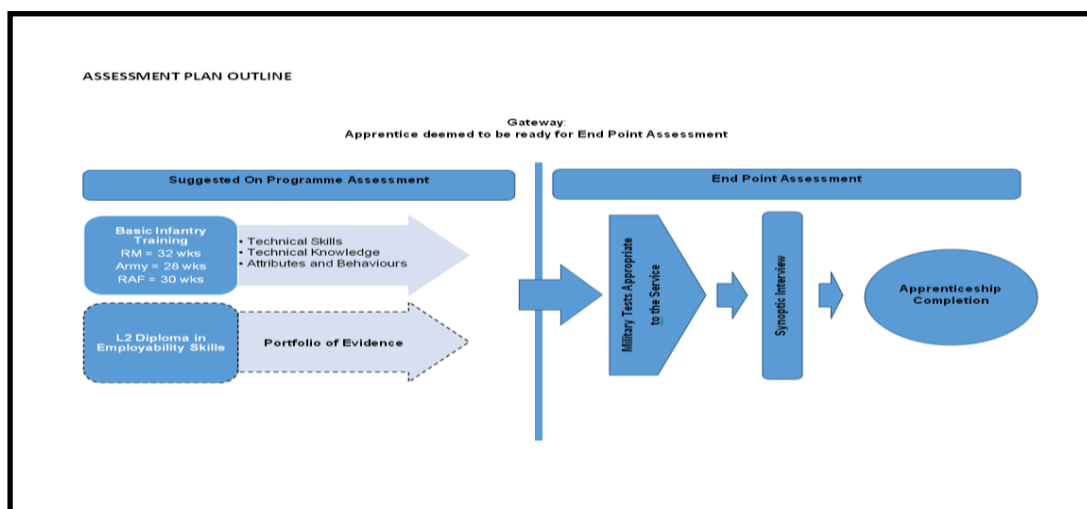 ASSESSMENT PLAN OUTLINE
Gateway:
Apprentice deemed to be ready for End Point Assessment
Suggested On Programme Assessment
End Point Assessment
Basic Infantry
Training
RM = 32 wks
Army = 28 wks
RAF = 30 wks
• Technical Skills
• Technical Knowledge
• Attributes and Behaviours
L2 Diploma in
Employability Skills
Portfolio of Evidence
Military Tests Appropriate
to the Service
Synoptic Interview
Apprenticeship
Completion